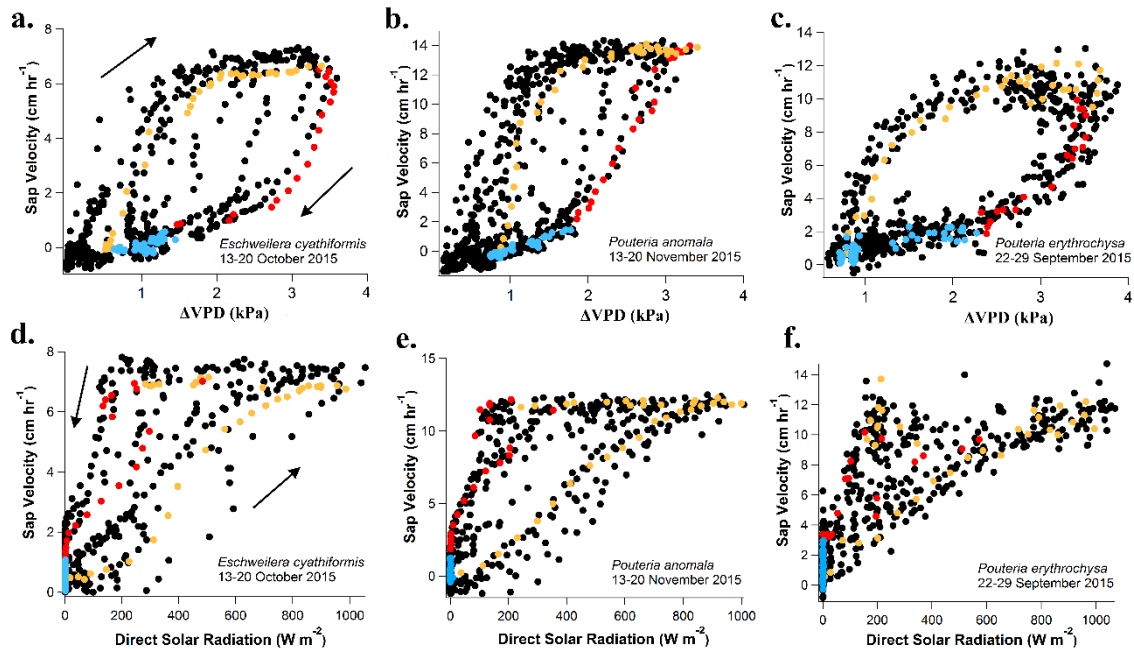 a.
Sap Velocity (cm hr⁻¹)
8
6
4
2
0
1
2
3
4
ΔVPD (kPa)
Eschweilera cyathiformis
13-20 October 2015
b.
Sap Velocity (cm hr⁻¹)
14
12
10
8
6
4
2
0
1
2
3
4
ΔVPD (kPa)
Pouteria anomala
13-20 November 2015
c.
Sap Velocity (cm hr⁻¹)
14
12
10
8
6
4
2
0
1
2
3
4
ΔVPD (kPa)
Pouteria erythrochysa
22-29 September 2015
d.
Sap Velocity (cm hr⁻¹)
8
6
4
2
0
0
200
400
600
800
1000
Direct Solar Radiation (W m⁻²)
Eschweilera cyathiformis
13-20 October 2015
e.
Sap Velocity (cm hr⁻¹)
15
10
5
0
0
200
400
600
800
1000
Direct Solar Radiation (W m⁻²)
Pouteria anomala
13-20 November 2015
f.
Sap Velocity (cm hr⁻¹)
14
12
10
8
6
4
2
0
0
200
400
600
800
1000
Direct Solar Radiation (W m⁻²)
Pouteria erythrochysa
22-29 September 2015